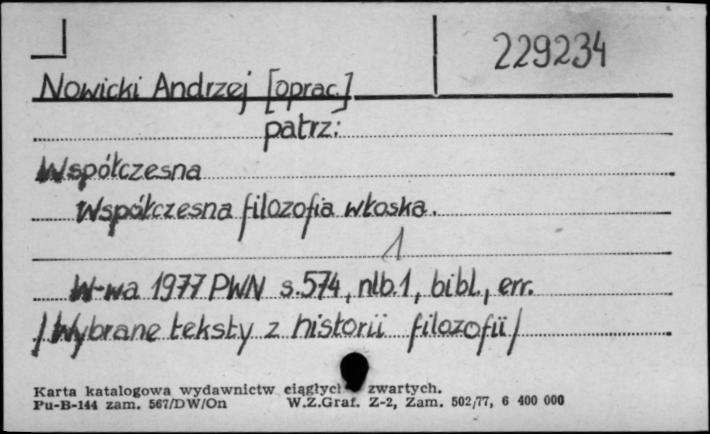 229234
Nowicki Andrzej [oprac.]
patrz:
Współczesna
Współczesna filozofia włoska.
1
W-wa 1977 PWN s.574, nlb.1, bibl., err.
/Wybrane teksty z historii filozofii/
Karta katalogowa wydawnictw ciągłych zwartych.
Pu-B-144 zam. 567/DW/On W.Z.Graf. Z-2, Zam. 502/77, 6 400 000